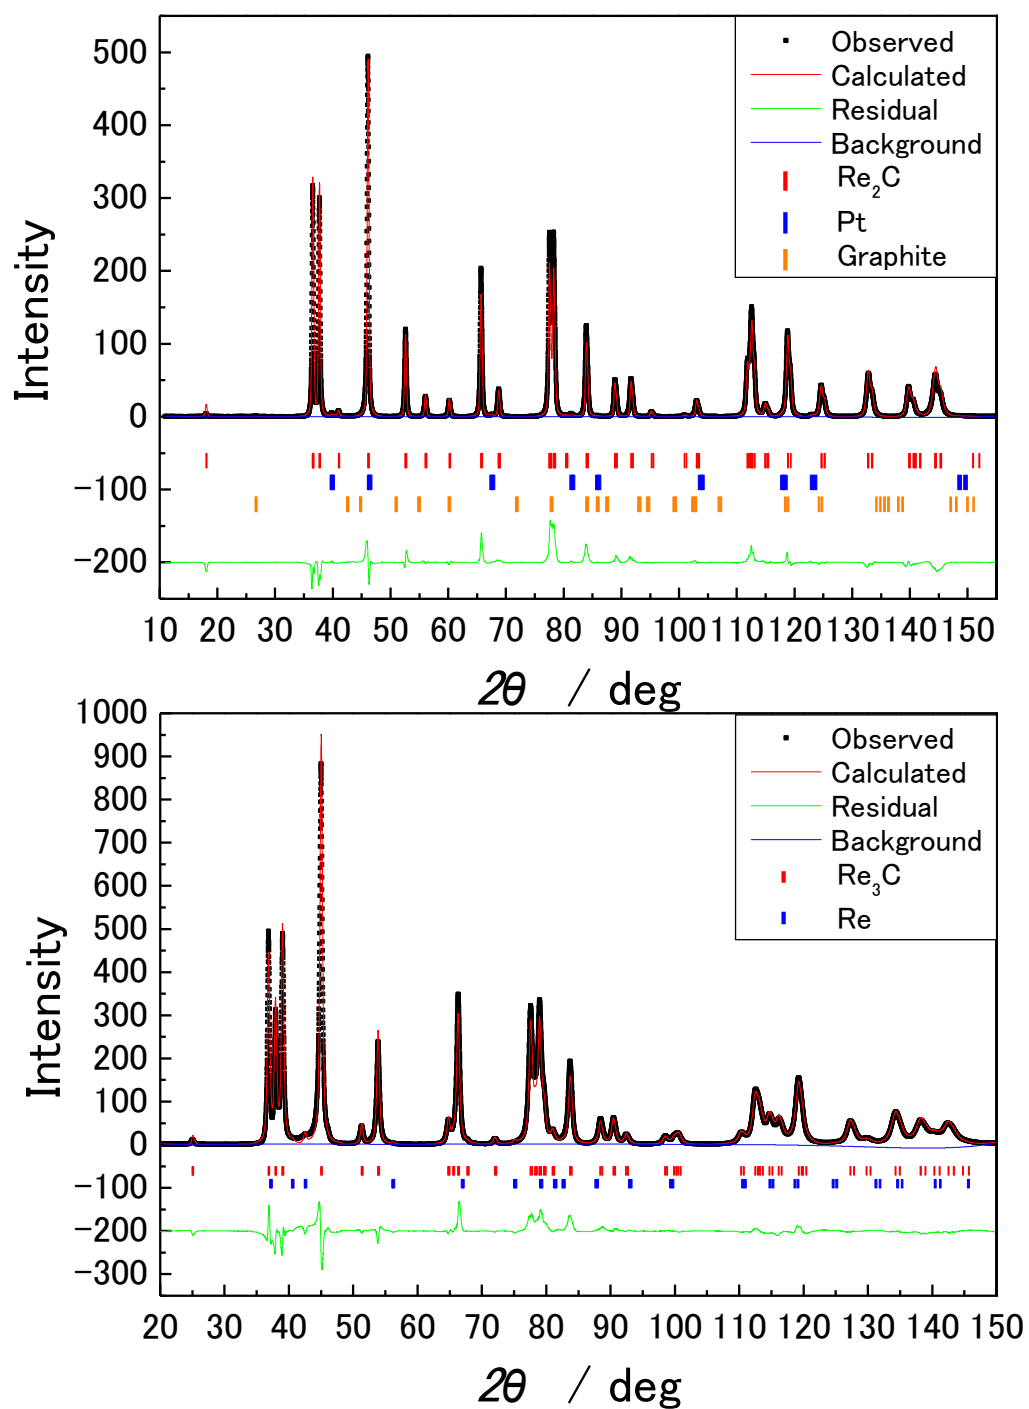 500
400
300
200
100
0
−100
−200
Intensity
Observed
Calculated
Residual
Background
Re₂C
Pt
Graphite
10 20 30 40 50 60 70 80 90 100 110 120 130 140 150
2θ / deg
1000
900
800
700
600
500
400
300
200
100
0
−100
−200
−300
Intensity
Observed
Calculated
Residual
Background
Re₃C
Re
20 30 40 50 60 70 80 90 100 110 120 130 140 150
2θ / deg